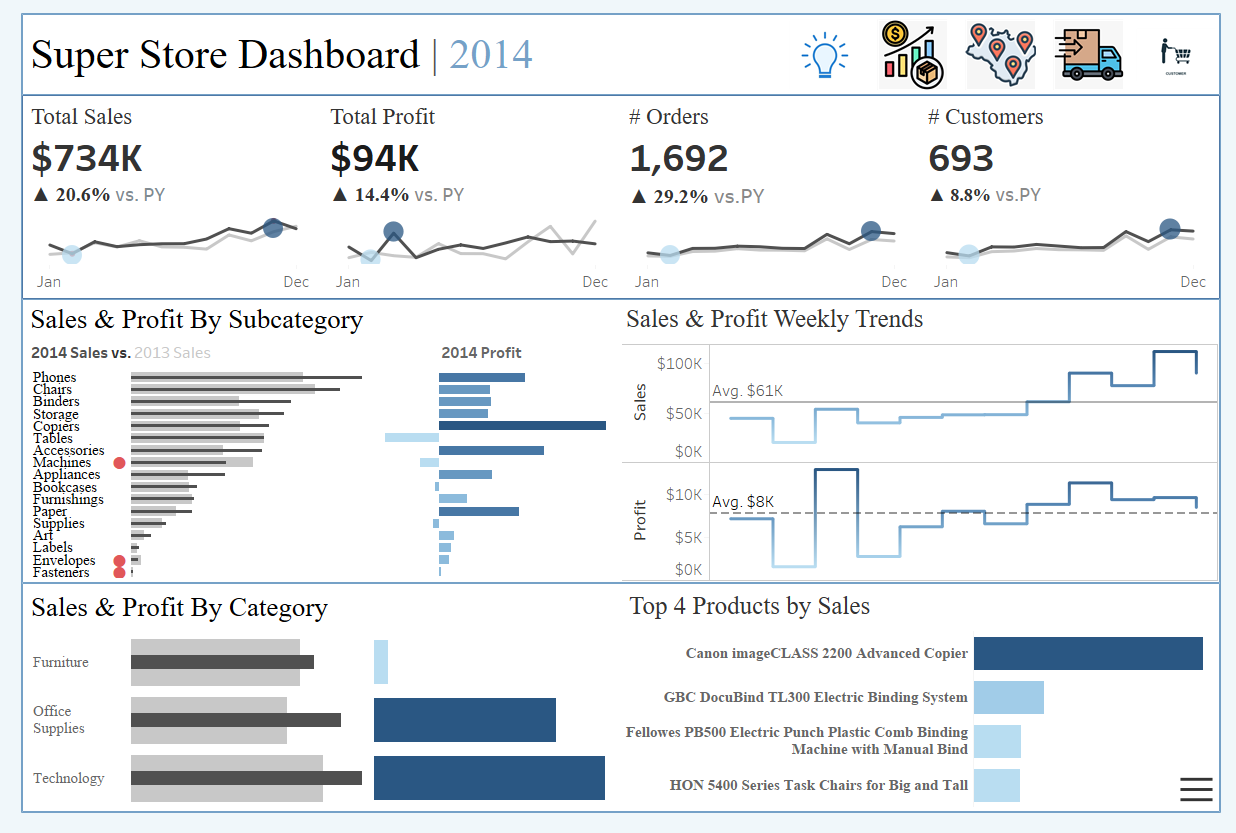 Super Store Dashboard | 2014
CUSTOMER
Total Sales
$734K
▲ 20.6% vs. PY
Jan
Dec
Total Profit
$94K
▲ 14.4% vs. PY
Jan
Dec
# Orders
1,692
▲ 29.2% vs.PY
Jan
Dec
# Customers
693
▲ 8.8% vs.PY
Jan
Dec
Sales & Profit By Subcategory
2014 Sales vs. 2013 Sales
2014 Profit
Phones
Chairs
Binders
Storage
Copiers
Tables
Accessories
Machines
Appliances
Bookcases
Furnishings
Paper
Supplies
Art
Labels
Envelopes
Fasteners
Sales & Profit Weekly Trends
Sales
$100K
$50K
$0K
Avg. $61K
Profit
$10K
$5K
$0K
Avg. $8K
Sales & Profit By Category
Furniture
Office
Supplies
Technology
Top 4 Products by Sales
Canon imageCLASS 2200 Advanced Copier
GBC DocuBind TL300 Electric Binding System
Fellowes PB500 Electric Punch Plastic Comb Binding
Machine with Manual Bind
HON 5400 Series Task Chairs for Big and Tall